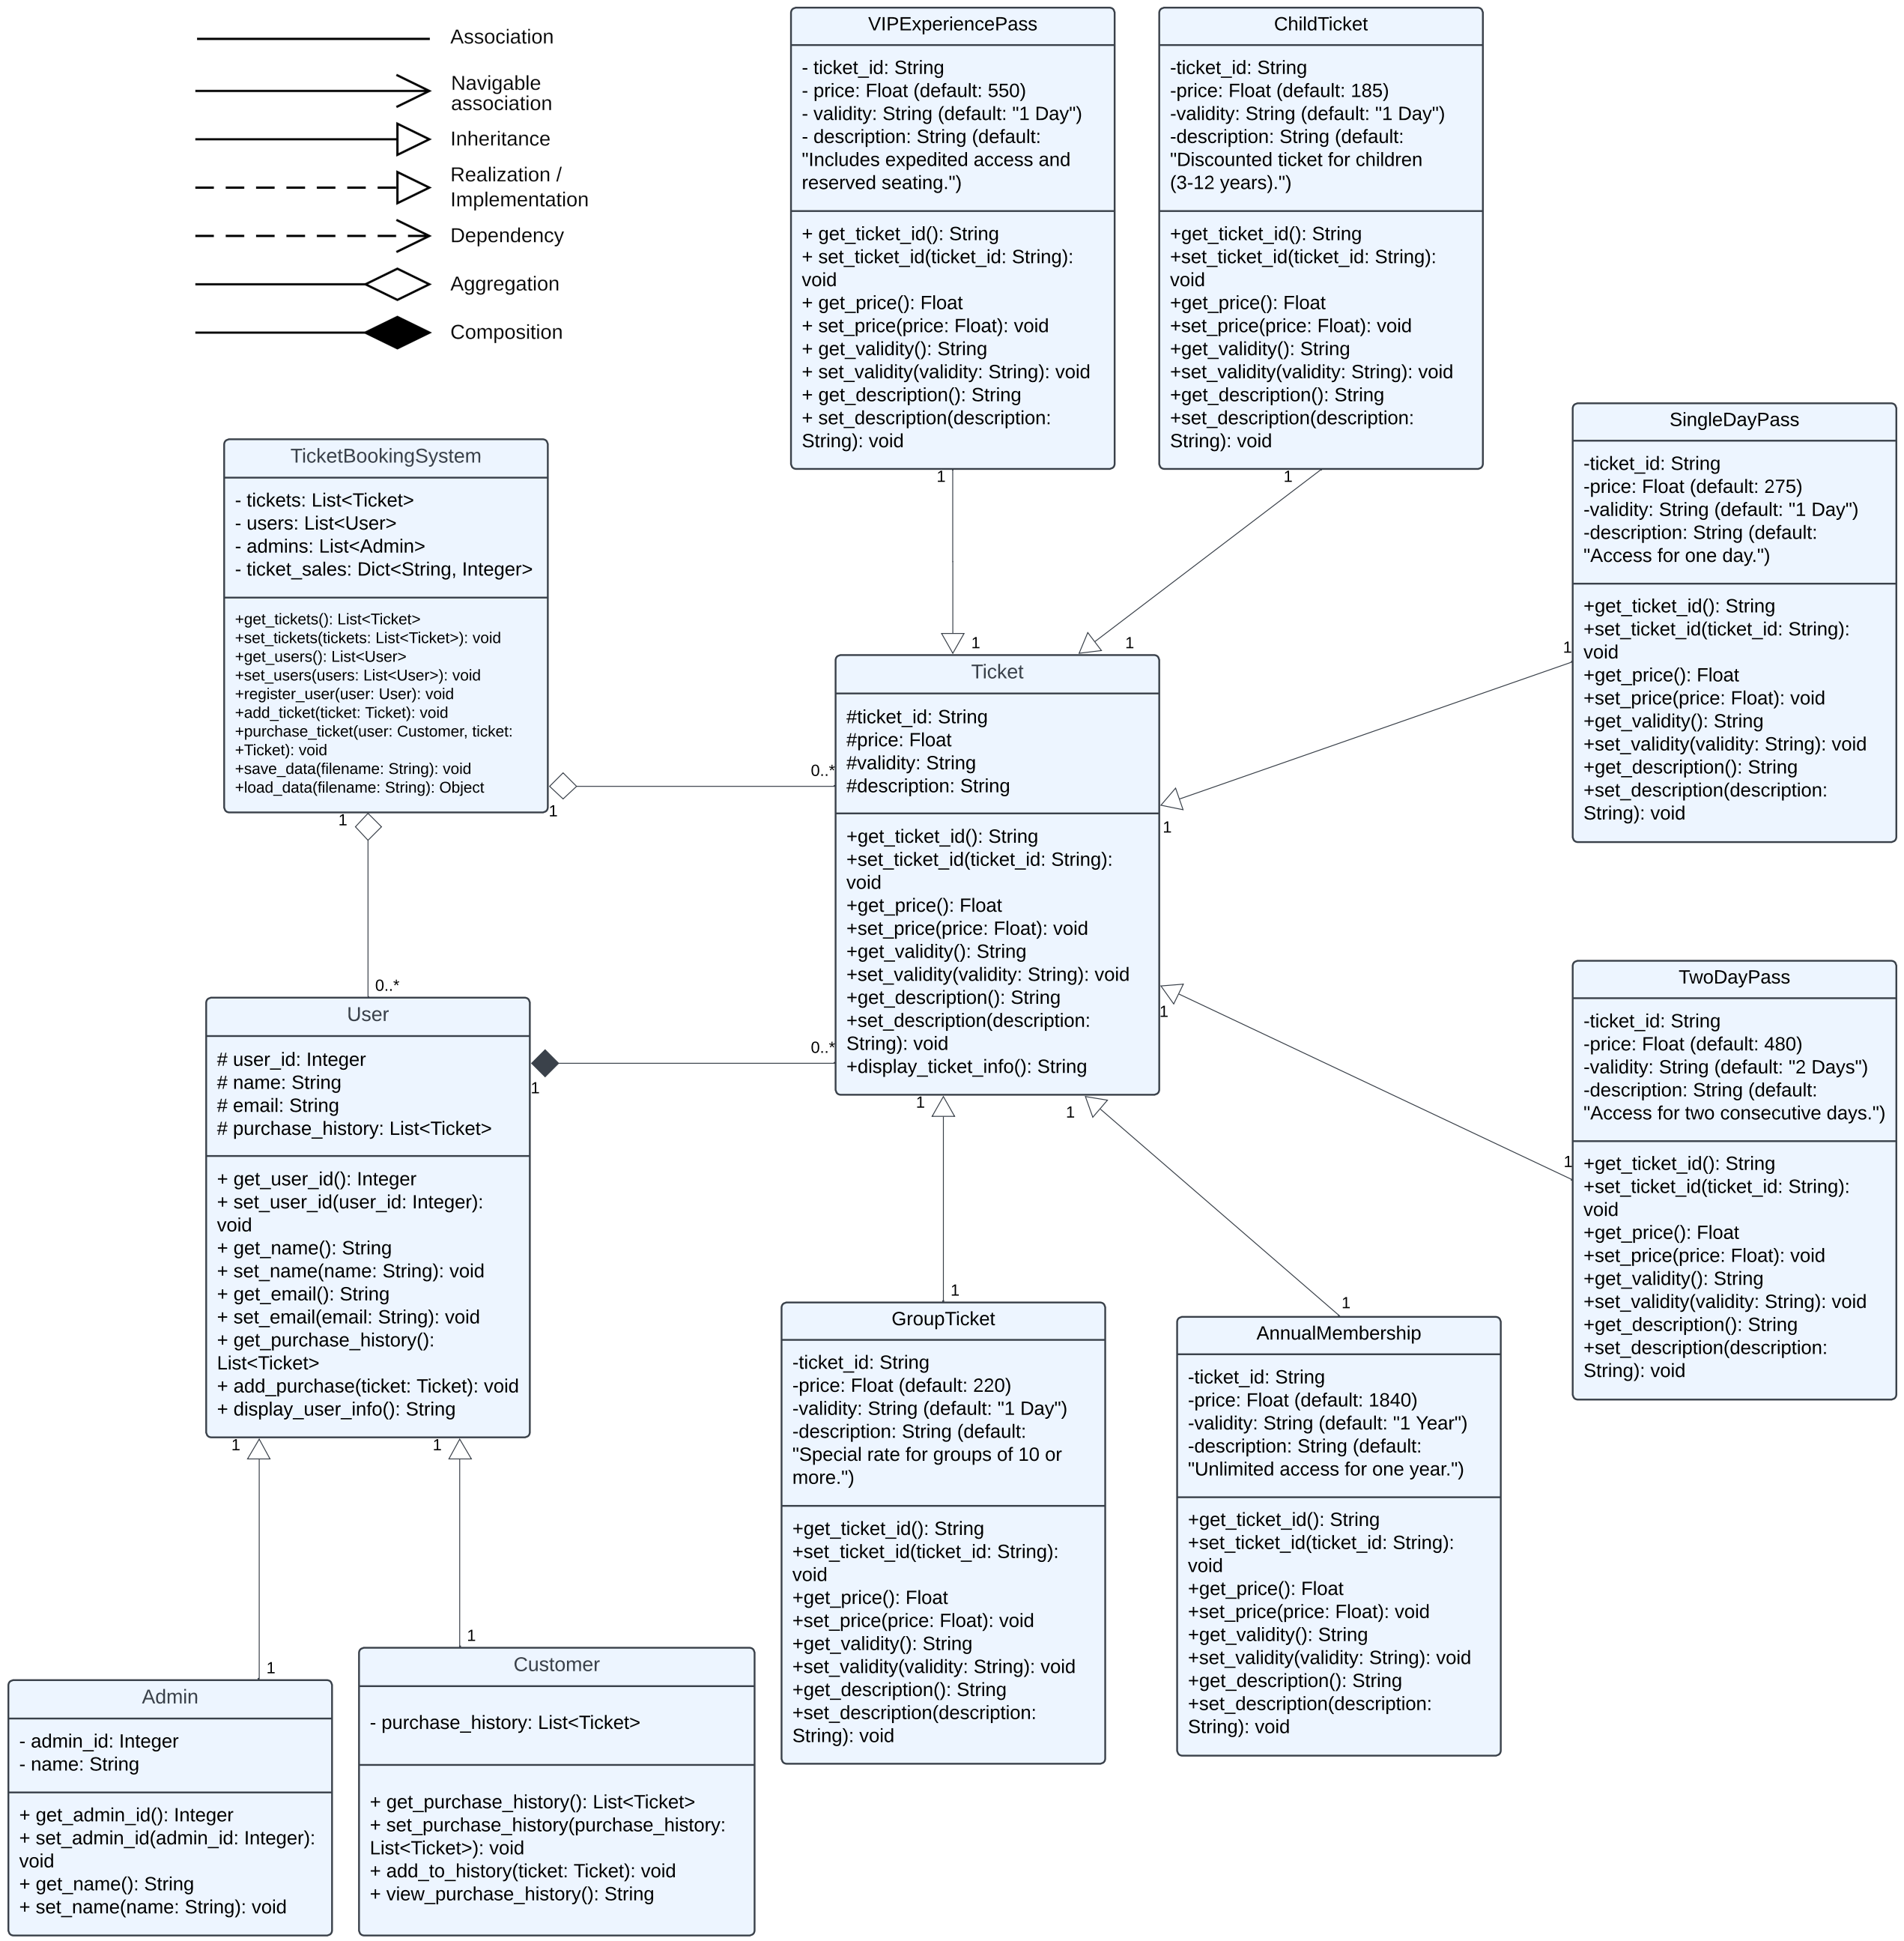 Association
Navigable
association
Inheritance
Realization /
Implementation
Dependency
Aggregation
Composition
VIPExperiencePass
- ticket_id: String
- price: Float (default: 550)
- validity: String (default: "1 Day")
- description: String (default:
"Includes expedited access and
reserved seating.")
+ get_ticket_id(): String
+ set_ticket_id(ticket_id: String):
void
+ get_price(): Float
+ set_price(price: Float): void
+ get_validity(): String
+ set_validity(validity: String): void
+ get_description(): String
+ set_description(description:
String): void
1
1
ChildTicket
-ticket_id: String
-price: Float (default: 185)
-validity: String (default: "1 Day")
-description: String (default:
"Discounted ticket for children
(3-12 years).")
+get_ticket_id(): String
+set_ticket_id(ticket_id: String):
void
+get_price(): Float
+set_price(price: Float): void
+get_validity(): String
+set_validity(validity: String): void
+get_description(): String
+set_description(description:
String): void
1
1
SingleDayPass
-ticket_id: String
-price: Float (default: 275)
-validity: String (default: "1 Day")
-description: String (default:
"Access for one day.")
+get_ticket_id(): String
+set_ticket_id(ticket_id: String):
void
+get_price(): Float
+set_price(price: Float): void
+get_validity(): String
+set_validity(validity: String): void
+get_description(): String
+set_description(description:
String): void
1
1
TicketBookingSystem
- tickets: List<Ticket>
- users: List<User>
- admins: List<Admin>
- ticket_sales: Dict<String, Integer>
+get_tickets(): List<Ticket>
+set_tickets(tickets: List<Ticket>): void
+get_users(): List<User>
+set_users(users: List<User>): void
+register_user(user: User): void
+add_ticket(ticket: Ticket): void
+purchase_ticket(user: Customer, ticket:
+Ticket): void
+save_data(filename: String): void
+load_data(filename: String): Object
1
0..*
1
0..*
Ticket
#ticket_id: String
#price: Float
#validity: String
#description: String
+get_ticket_id(): String
+set_ticket_id(ticket_id: String):
void
+get_price(): Float
+set_price(price: Float): void
+get_validity(): String
+set_validity(validity: String): void
+get_description(): String
+set_description(description:
String): void
+display_ticket_info(): String
TwoDayPass
-ticket_id: String
-price: Float (default: 480)
-validity: String (default: "2 Days")
-description: String (default:
"Access for two consecutive days.")
+get_ticket_id(): String
+set_ticket_id(ticket_id: String):
void
+get_price(): Float
+set_price(price: Float): void
+get_validity(): String
+set_validity(validity: String): void
+get_description(): String
+set_description(description:
String): void
1
1
User
# user_id: Integer
# name: String
# email: String
# purchase_history: List<Ticket>
+ get_user_id(): Integer
+ set_user_id(user_id: Integer):
void
+ get_name(): String
+ set_name(name: String): void
+ get_email(): String
+ set_email(email: String): void
+ get_purchase_history():
List<Ticket>
+ add_purchase(ticket: Ticket): void
+ display_user_info(): String
1
0..*
1
1
1
1
1
1
1
1
GroupTicket
-ticket_id: String
-price: Float (default: 220)
-validity: String (default: "1 Day")
-description: String (default:
"Special rate for groups of 10 or
more.")
+get_ticket_id(): String
+set_ticket_id(ticket_id: String):
void
+get_price(): Float
+set_price(price: Float): void
+get_validity(): String
+set_validity(validity: String): void
+get_description(): String
+set_description(description:
String): void
AnnualMembership
-ticket_id: String
-price: Float (default: 1840)
-validity: String (default: "1 Year")
-description: String (default:
"Unlimited access for one year.")
+get_ticket_id(): String
+set_ticket_id(ticket_id: String):
void
+get_price(): Float
+set_price(price: Float): void
+get_validity(): String
+set_validity(validity: String): void
+get_description(): String
+set_description(description:
String): void
Admin
- admin_id: Integer
- name: String
+ get_admin_id(): Integer
+ set_admin_id(admin_id: Integer):
void
+ get_name(): String
+ set_name(name: String): void
Customer
- purchase_history: List<Ticket>
+ get_purchase_history(): List<Ticket>
+ set_purchase_history(purchase_history:
List<Ticket>): void
+ add_to_history(ticket: Ticket): void
+ view_purchase_history(): String